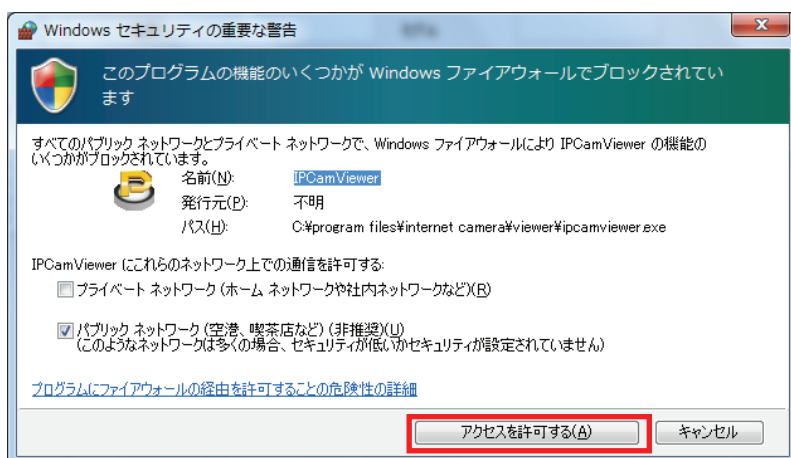 Windows セキュリティの重要な警告
このプログラムの機能のいくつかが Windows ファイアウォールでブロックされてい
ます
すべてのパブリック ネットワークとプライベート ネットワークで、Windows ファイアウォールにより IPCamViewer の機能の
いくつかがブロックされています。
名前(N): IPCamViewer
発行元(P): 不明
パス(H): C:¥program files¥internet camera¥viewer¥ipcamviewer.exe
IPCamViewer にこれらのネットワーク上での通信を許可する:
プライベート ネットワーク (ホーム ネットワークや社内ネットワークなど)(R)
パブリック ネットワーク (空港、喫茶店など) (非推奨)(U)
(このようなネットワークは多くの場合、セキュリティが低いかセキュリティが設定されていません)
プログラムにファイアウォールの経由を許可することの危険性の詳細
アクセスを許可する(A) キャンセル